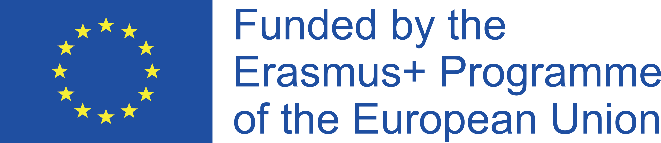 Funded by the
Erasmus+ Programme
of the European Union